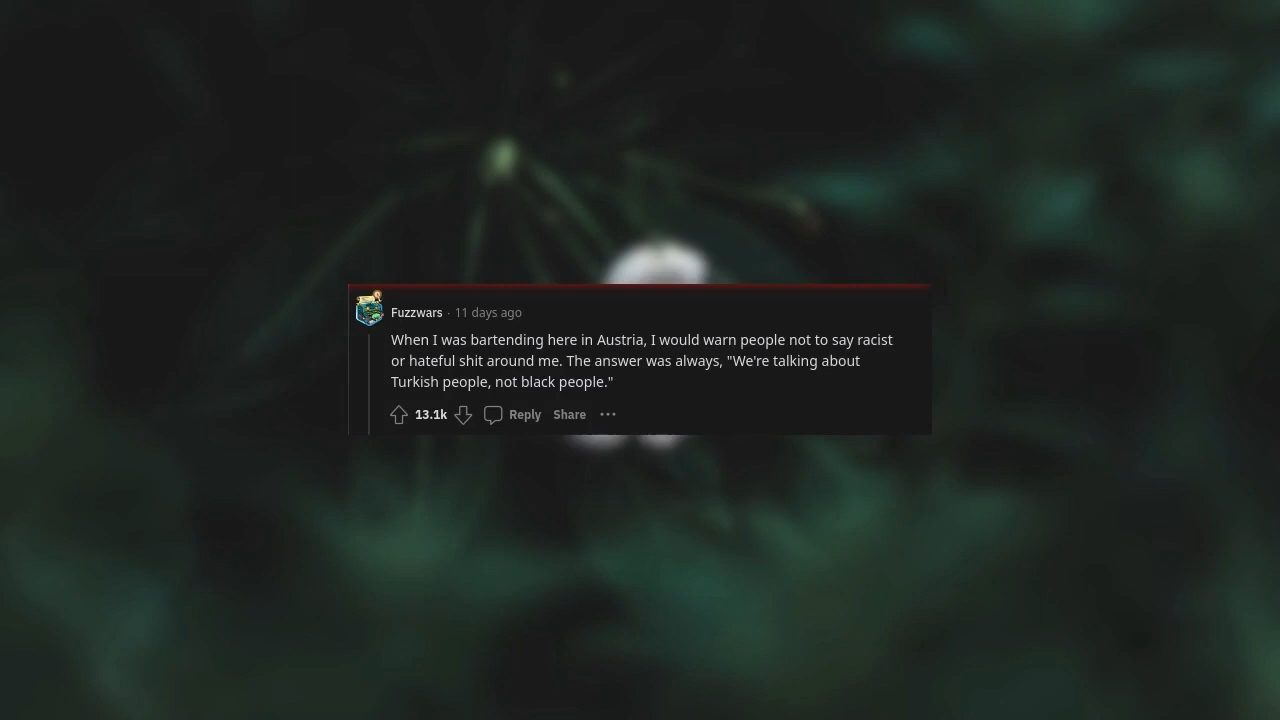 Fuzzwars · 11 days ago
When I was bartending here in Austria, I would warn people not to say racist
or hateful shit around me. The answer was always, "We're talking about
Turkish people, not black people."
13.1k Reply Share ···